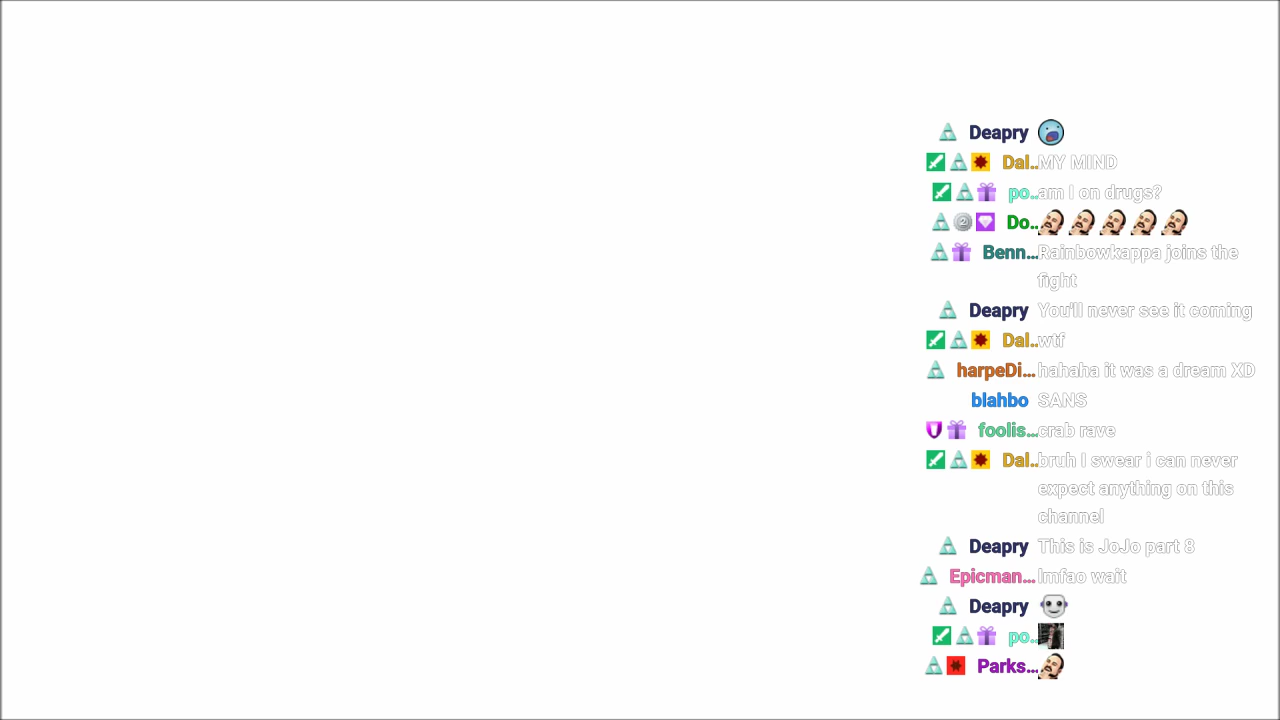 Deapry
Dal..MY MIND
po..am I on drugs?
Do..
Benn...Rainbowkappa joins the
fight
Deapry You'll never see it coming
Dal..wtf
harpeDi...hahaha it was a dream XD
blahbo SANS
foolis...crab rave
Dal..bruh I swear i can never
expect anything on this
channel
Deapry This is JoJo part 8
Epicman...lmfao wait
Deapry
po..
Parks...